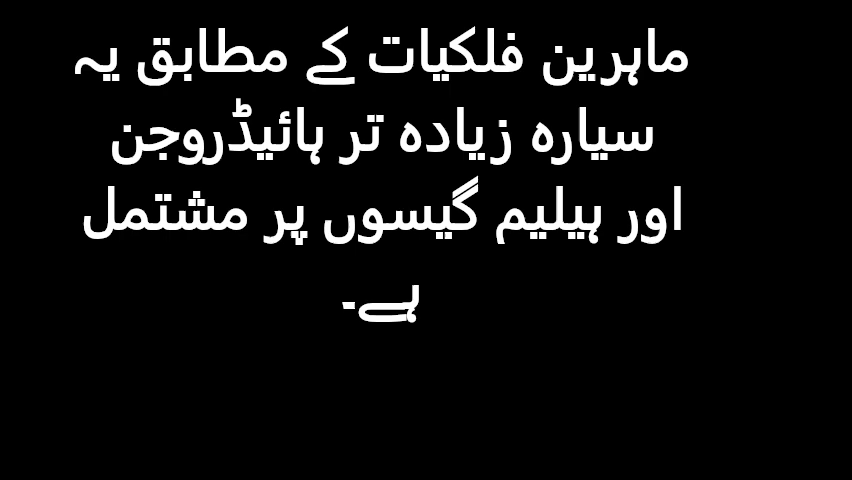 ماہرین فلکیات کے مطابق یہ
سیارہ زیادہ تر ہائیڈروجن
اور ہیلیم گیسوں پر مشتمل
ہے۔